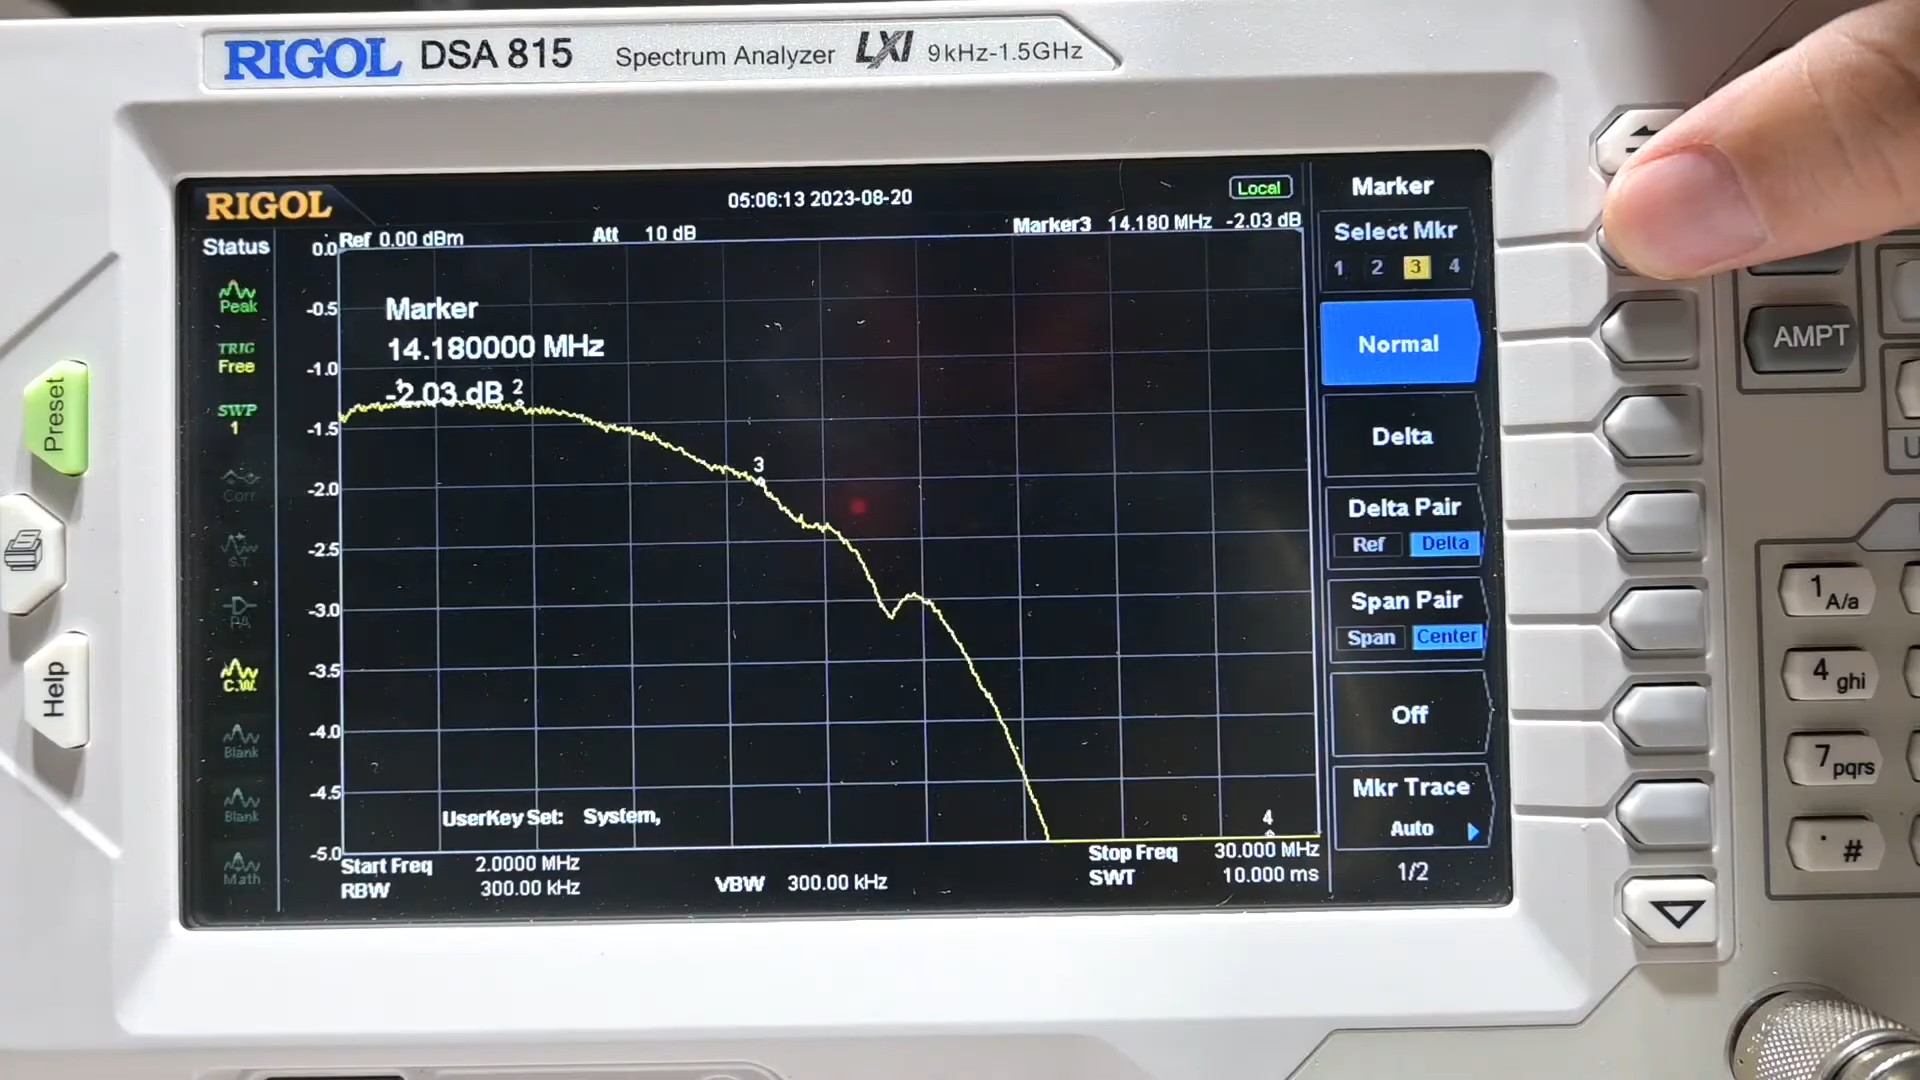 RIGOL DSA 815 Spectrum Analyzer LXI 9kHz-1.5GHz
RIGOL
05:06:13 2023-08-20
Local
Status
Ref 0.00 dBm
Att 10 dB
Marker3 14.180 MHz -2.03 dB
Peak
TRIG
Free
SWP
1
Corr
S.T.
PA
C.W.
Blank
Blank
Math
0.0
-0.5
-1.0
-1.5
-2.0
-2.5
-3.0
-3.5
-4.0
-4.5
-5.0
Marker
14.180000 MHz
-2.03 dB
1
2
3
4
UserKey Set: System,
Start Freq 2.0000 MHz
RBW 300.00 kHz
VBW 300.00 kHz
Stop Freq 30.000 MHz
SWT 10.000 ms
Marker
Select Mkr
1 2 3 4
Normal
Delta
Delta Pair
Ref Delta
Span Pair
Span Center
Off
Mkr Trace
Auto
1/2
Preset
Help
AMPT
U
1 A/a
4 ghi
7 pqrs
. #